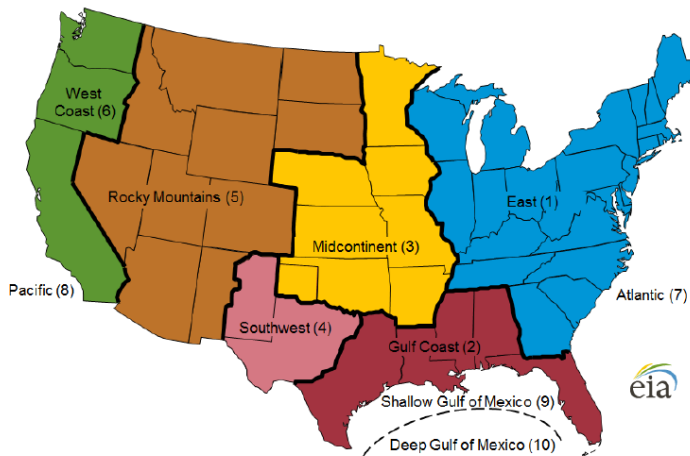 West
Coast (6)
Rocky Mountains (5)
East (1)
Midcontinent (3)
Pacific (8)
Atlantic (7)
Southwest (4)
Gulf Coast (2)
eia
Shallow Gulf of Mexico (9)
Deep Gulf of Mexico (10)